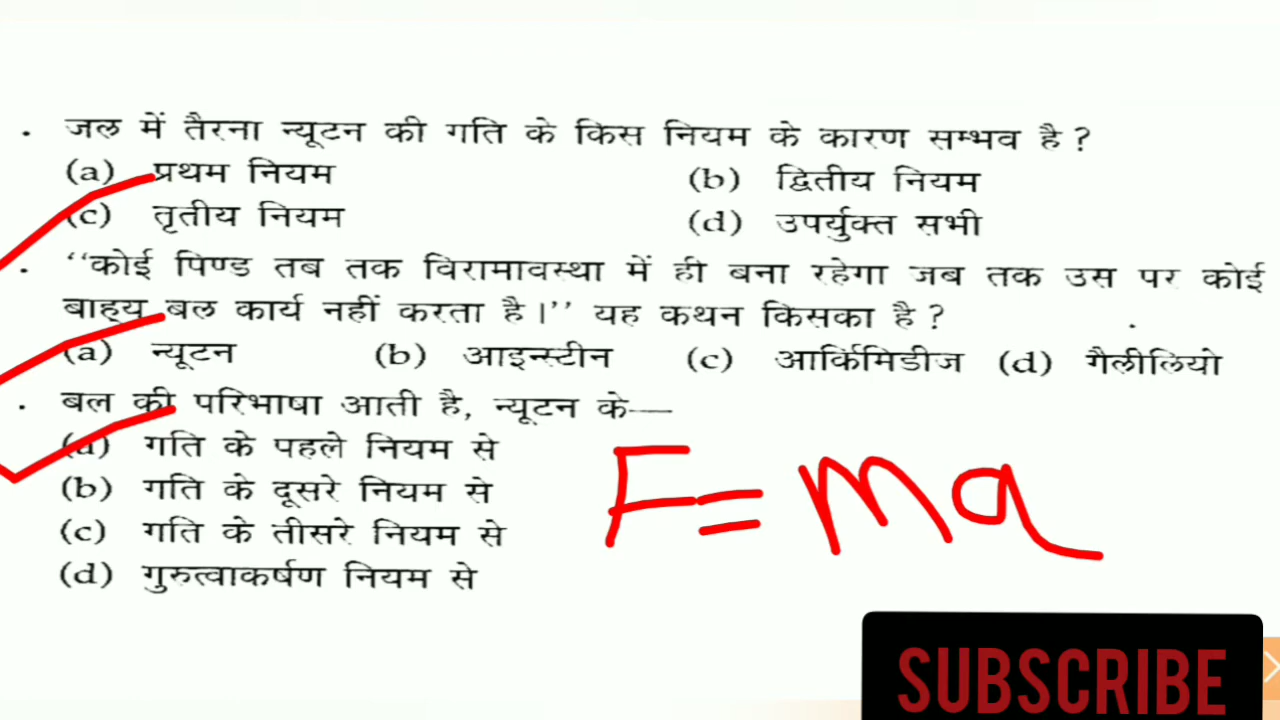 . जल में तैरना न्यूटन की गति के किस नियम के कारण सम्भव है ?
(a) प्रथम नियम (b) द्वितीय नियम
(c) तृतीय नियम (d) उपर्युक्त सभी
. ‘‘कोई पिण्ड तब तक विरामावस्था में ही बना रहेगा जब तक उस पर कोई
बाह्य बल कार्य नहीं करता है।’’ यह कथन किसका है ?
(a) न्यूटन (b) आइन्स्टीन (c) आर्किमिडीज (d) गैलीलियो
. बल की परिभाषा आती है, न्यूटन के—
(a) गति के पहले नियम से
(b) गति के दूसरे नियम से
(c) गति के तीसरे नियम से
(d) गुरुत्वाकर्षण नियम से
F = ma
SUBSCRIBE